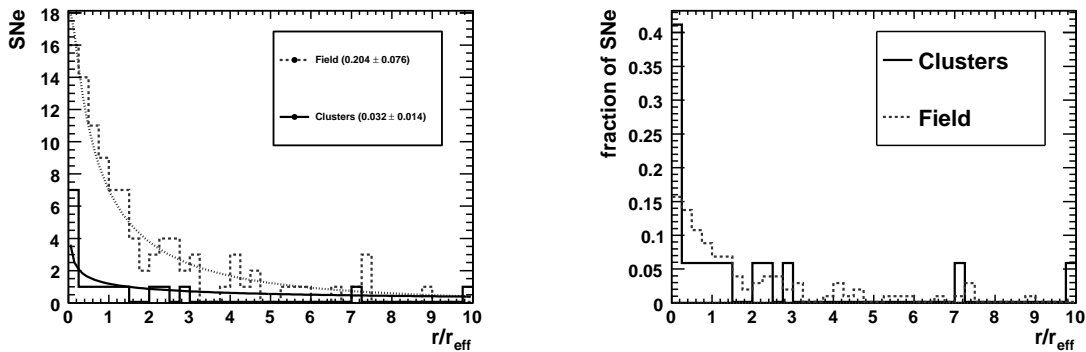 SNe
18
16
14
12
10
8
6
4
2
0
0 1 2 3 4 5 6 7 8 9 10
r/r_eff
Field (0.204 ± 0.076)
Clusters (0.032 ± 0.014)
fraction of SNe
0.4
0.35
0.3
0.25
0.2
0.15
0.1
0.05
0
0 1 2 3 4 5 6 7 8 9 10
r/r_eff
Clusters
Field